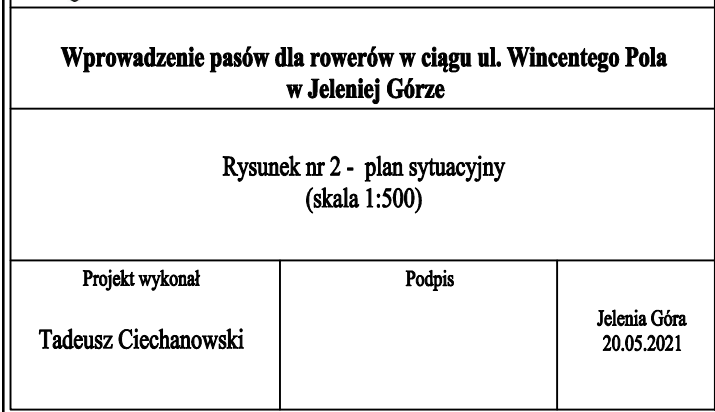 Wprowadzenie pasów dla rowerów w ciągu ul. Wincentego Pola
w Jeleniej Górze
Rysunek nr 2 - plan sytuacyjny
(skala 1:500)
Projekt wykonał
Podpis
Tadeusz Ciechanowski
Jelenia Góra
20.05.2021